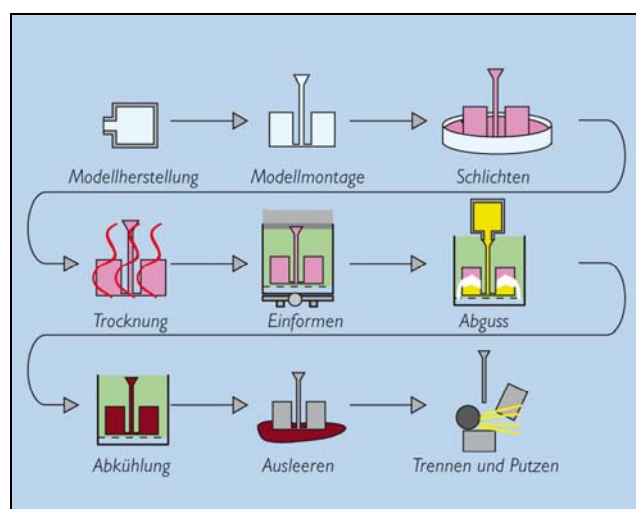 Modellherstellung
Modellmontage
Schlichten
Trocknung
Einformen
Abguss
Abkühlung
Ausleeren
Trennen und Putzen